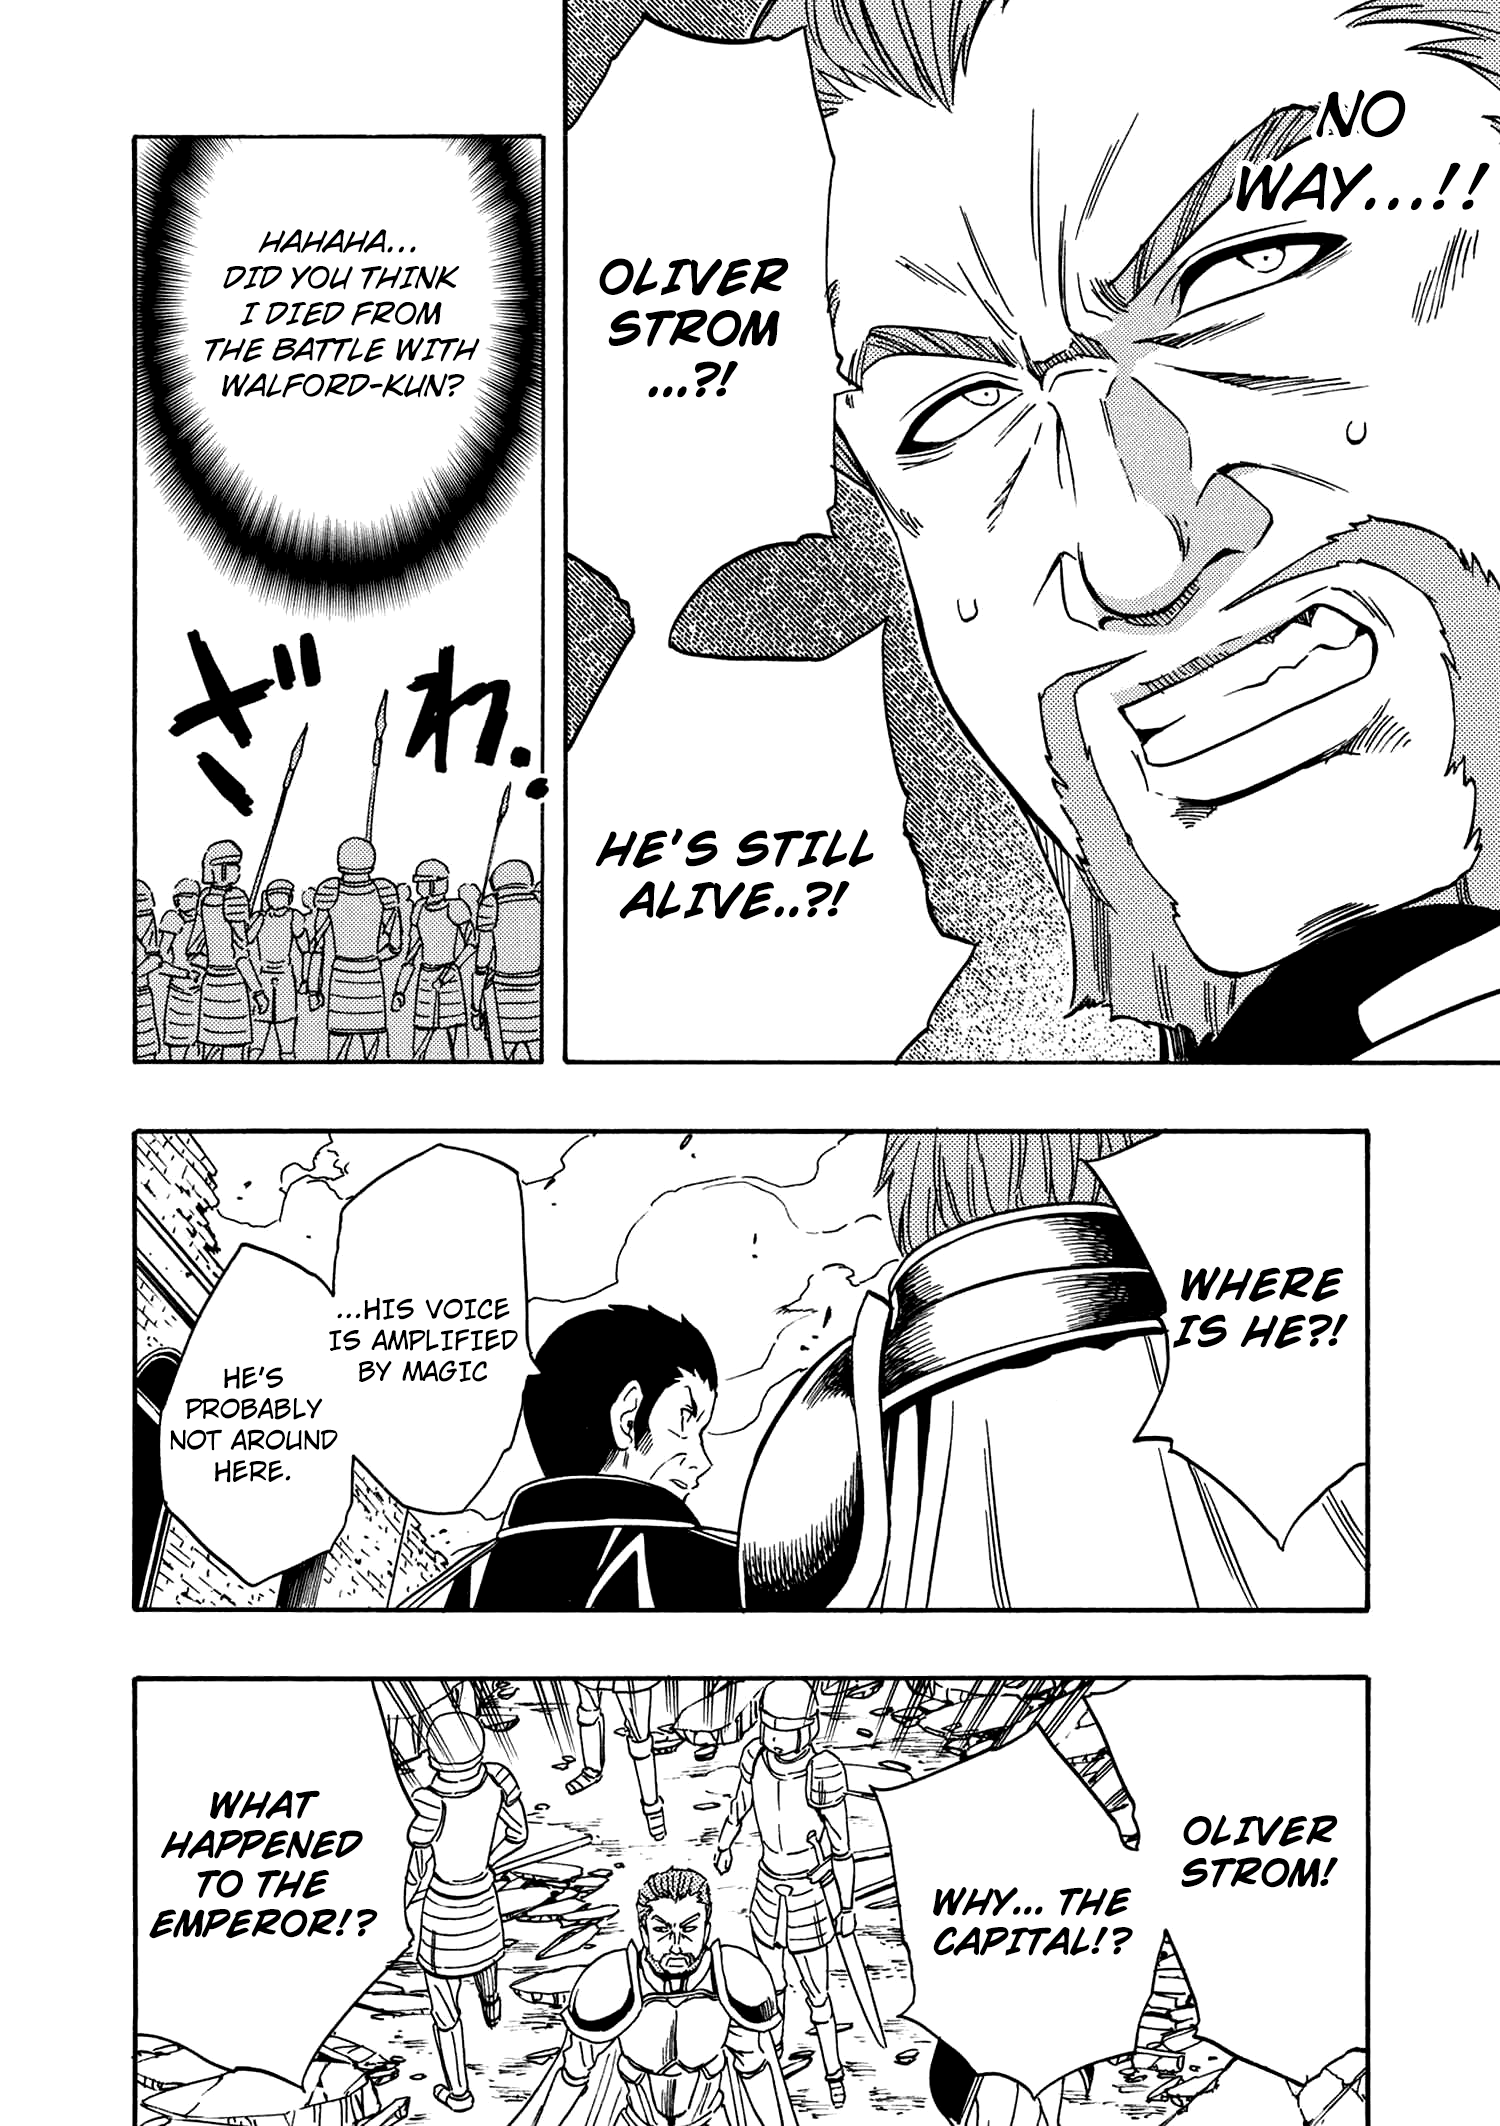 NO
WAY...!!
OLIVER
STROM
...?!
HE'S STILL
ALIVE..?!
HAHAHA...
DID YOU THINK
I DIED FROM
THE BATTLE WITH
WALFORD-KUN?
ざわ.
WHERE
IS HE?!
...HIS VOICE
IS AMPLIFIED
BY MAGIC
HE'S
PROBABLY
NOT AROUND
HERE.
OLIVER
STROM!
WHY... THE
CAPITAL!?
WHAT
HAPPENED
TO THE
EMPEROR!?